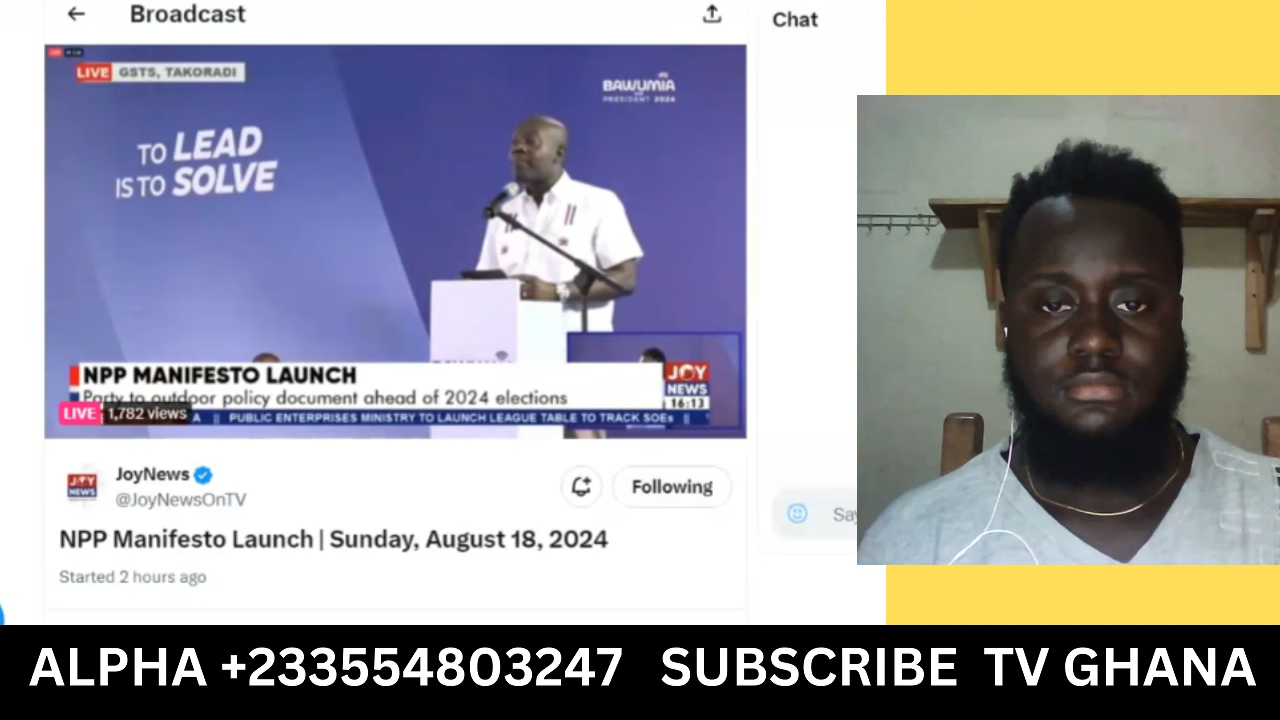 Broadcast
Chat
LIVE GSTS, TAKORADI
BAWUMIA
PRESIDENT 2024
TO LEAD
IS TO SOLVE
NPP MANIFESTO LAUNCH
Party to outdoor policy document ahead of 2024 elections
JOY
NEWS
16:13
LIVE 1,782 views
A || PUBLIC ENTERPRISES MINISTRY TO LAUNCH LEAGUE TABLE TO TRACK SOEs ||
JOY
NEWS
JoyNews
@JoyNewsOnTV
Following
Say
NPP Manifesto Launch | Sunday, August 18, 2024
Started 2 hours ago
ALPHA +233554803247 SUBSCRIBE TV GHANA